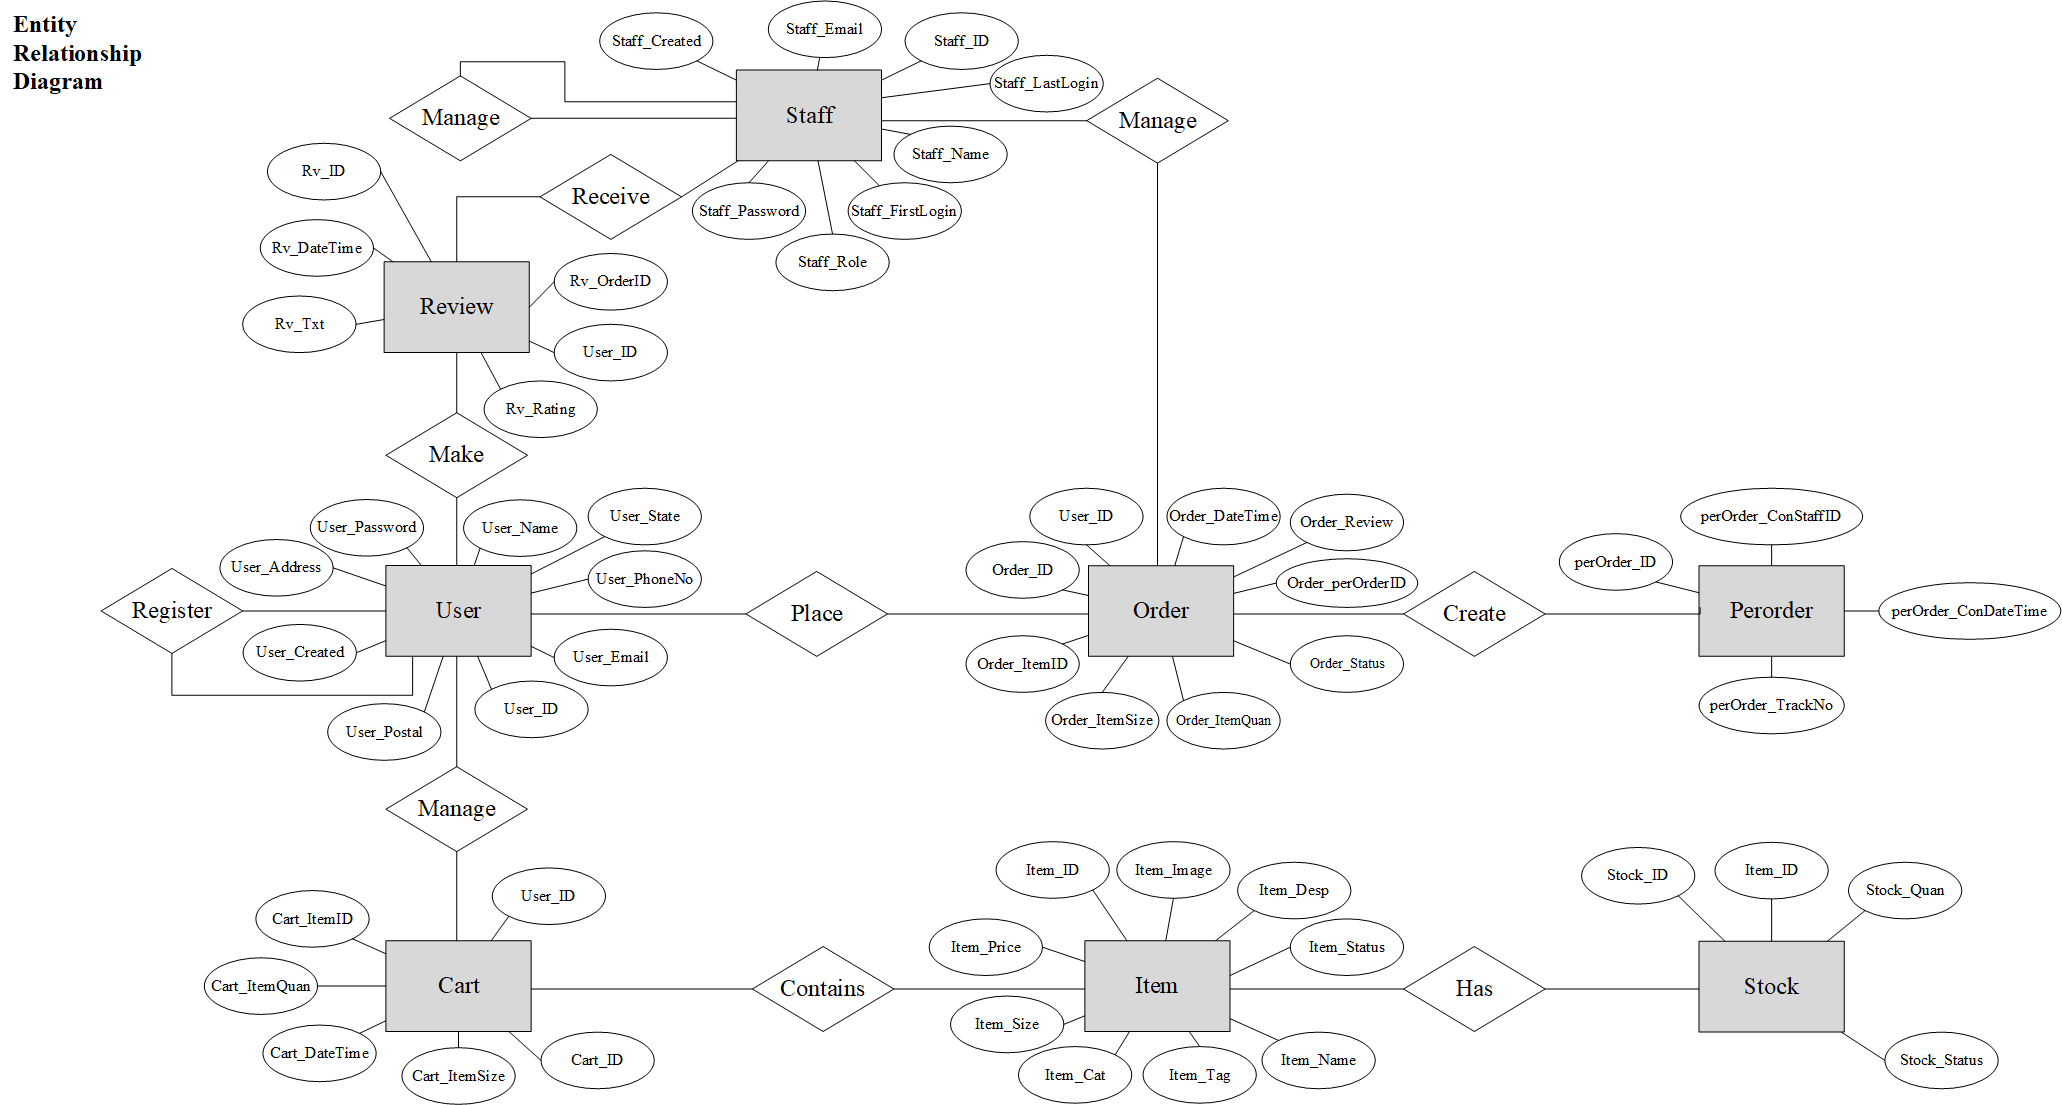 Entity
Relationship
Diagram
Staff_Created
Staff_Email
Staff_ID
Staff_LastLogin
Manage
Staff
Manage
Staff_Name
Rv_ID
Receive
Staff_Password
Staff_FirstLogin
Rv_DateTime
Staff_Role
Rv_OrderID
Review
Rv_Txt
User_ID
Rv_Rating
Make
User_Password
User_Name
User_State
User_ID
Order_DateTime
Order_Review
perOrder_ConStaffID
User_Address
User_PhoneNo
Order_ID
Order_perOrderID
perOrder_ID
Register
User
Place
Order
Create
Perorder
perOrder_ConDateTime
User_Created
User_Email
Order_ItemID
Order_Status
User_Postal
User_ID
Order_ItemSize
Order_ItemQuan
perOrder_TrackNo
Manage
User_ID
Item_ID
Item_Image
Item_Desp
Stock_ID
Item_ID
Stock_Quan
Cart_ItemID
Item_Price
Item_Status
Cart_ItemQuan
Cart
Contains
Item
Has
Stock
Cart_DateTime
Cart_ItemSize
Cart_ID
Item_Size
Item_Cat
Item_Tag
Item_Name
Stock_Status